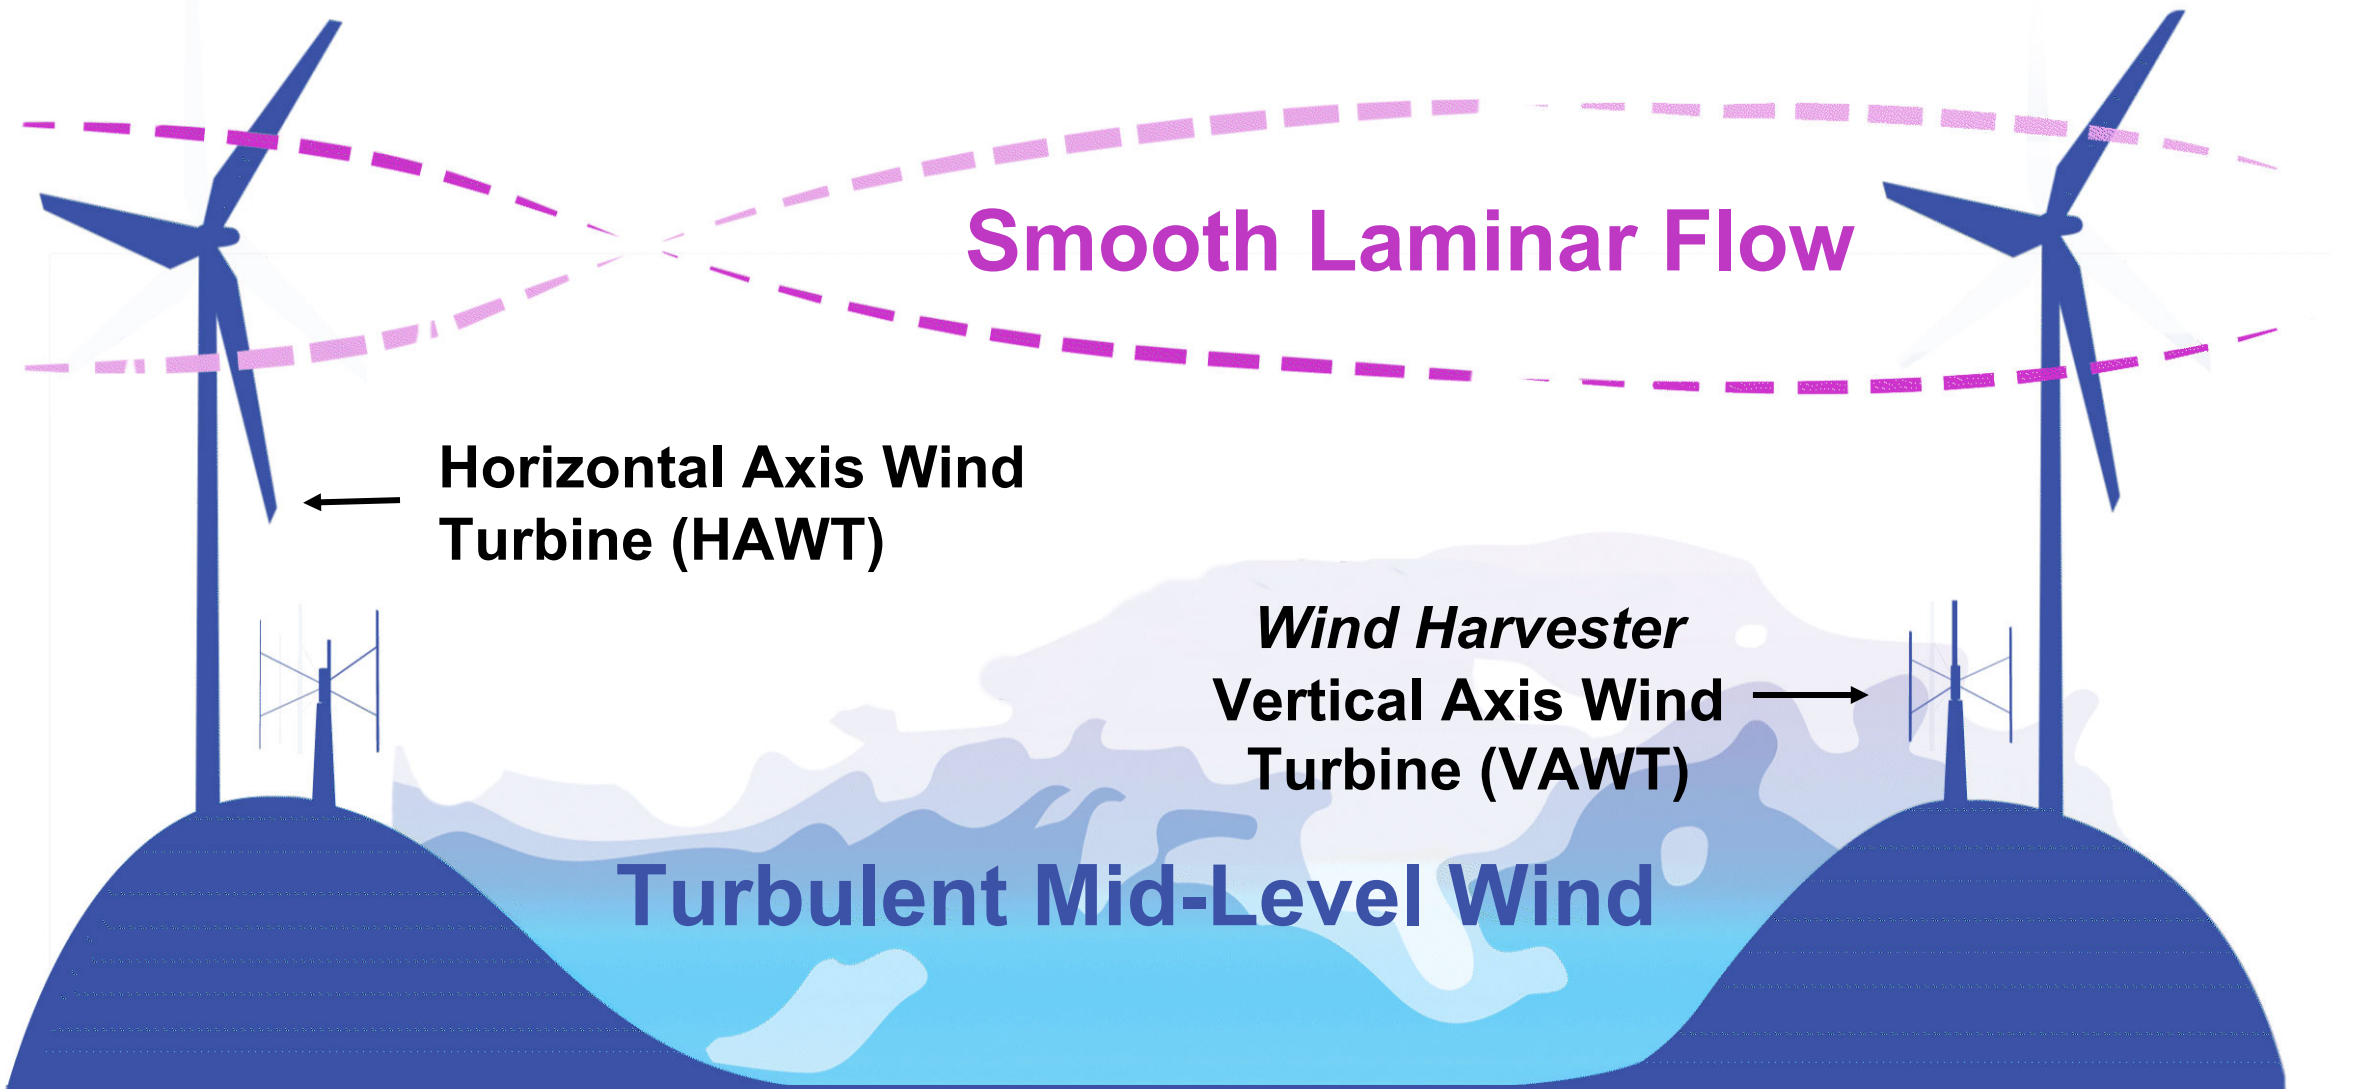 Smooth Laminar Flow
Horizontal Axis Wind
Turbine (HAWT)
Wind Harvester
Vertical Axis Wind
Turbine (VAWT)
Turbulent Mid-Level Wind